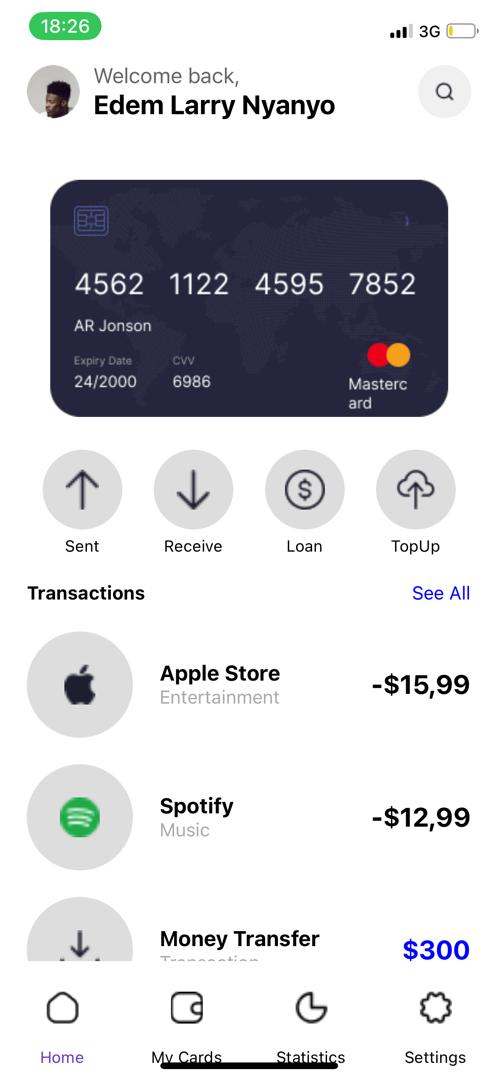 18:26 3G
Welcome back,
Edem Larry Nyanyo
4562 1122 4595 7852
AR Jonson
Expiry Date CVV
24/2000 6986
Masterc
ard
Sent Receive Loan TopUp
Transactions See All
Apple Store
Entertainment
-$15,99
Spotify
Music
-$12,99
Money Transfer
Transaction
$300
Home My Cards Statistics Settings